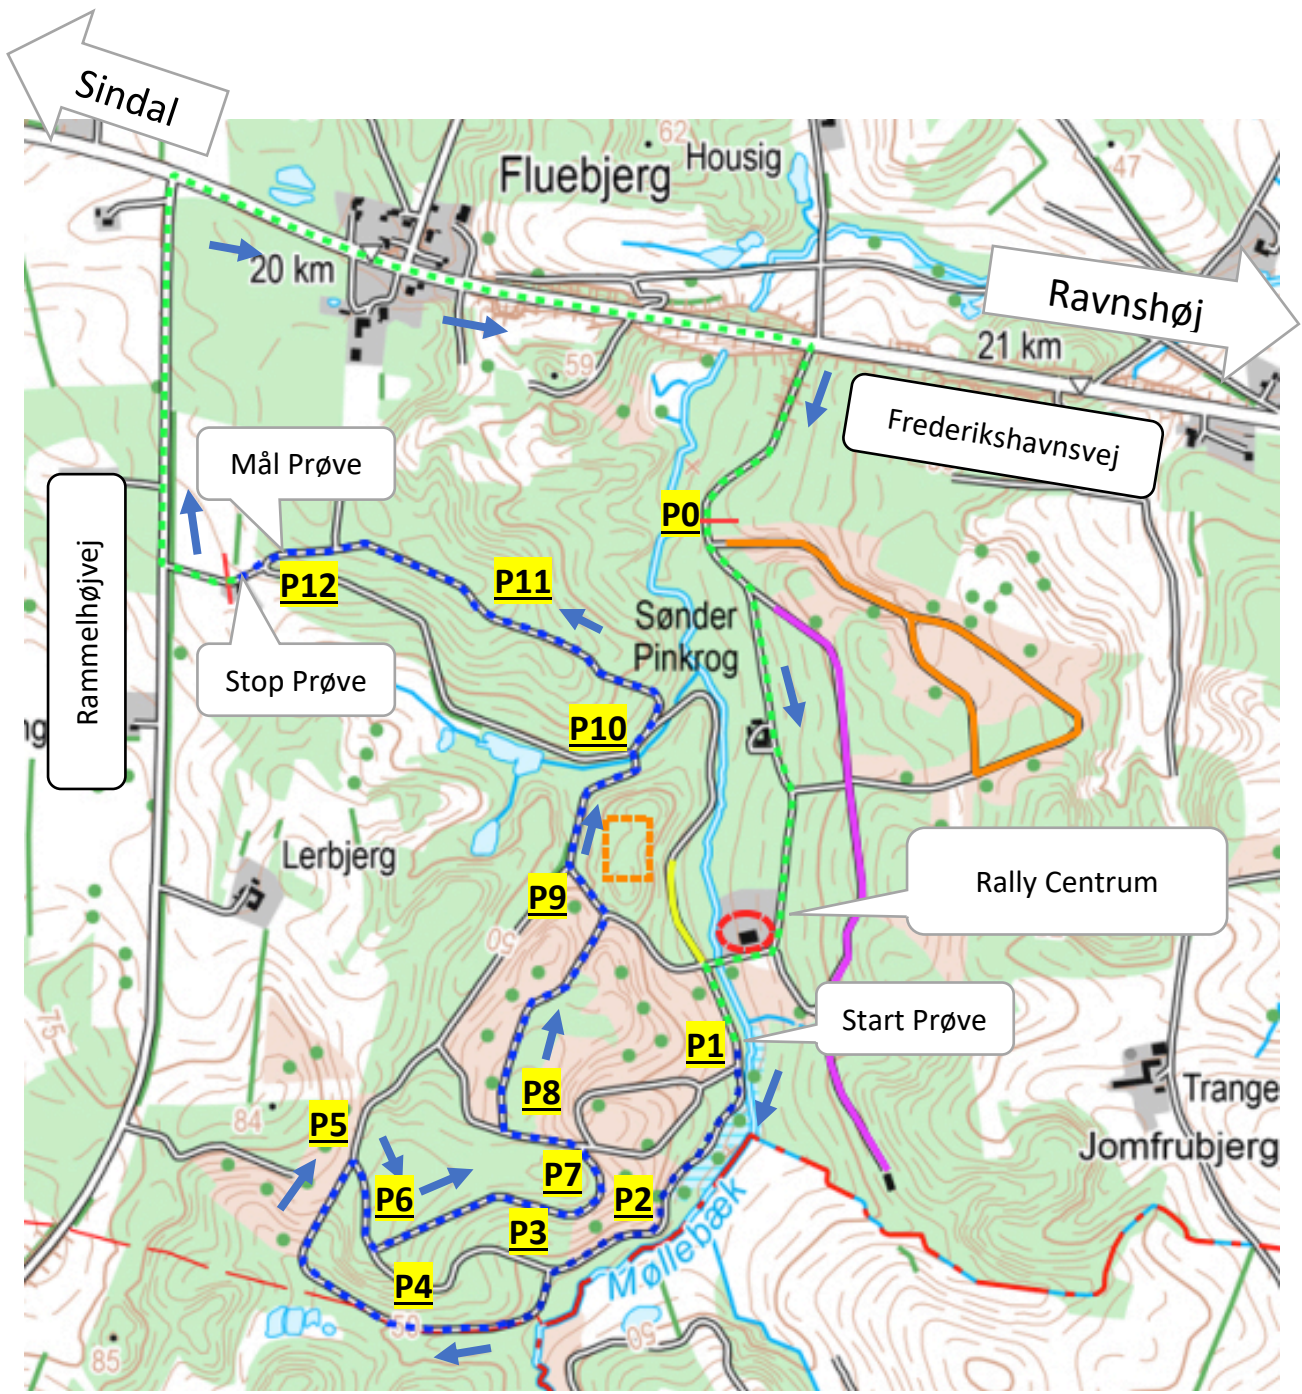 Sindal
62
Housig
47
Fluebjerg
20 km
Ravnshøj
21 km
59
Frederikshavnsvej
Mål Prøve
P0
P11
P12
Sønder
Pinkrog
Rammelhøjvej
Stop Prøve
ng
P10
Lerbjerg
Rally Centrum
P9
50
Start Prøve
75
P1
P8
84
P5
Trange
Jomfrubjerg
P7
P6
P2
P3
Møllebæk
P4
50
50
85